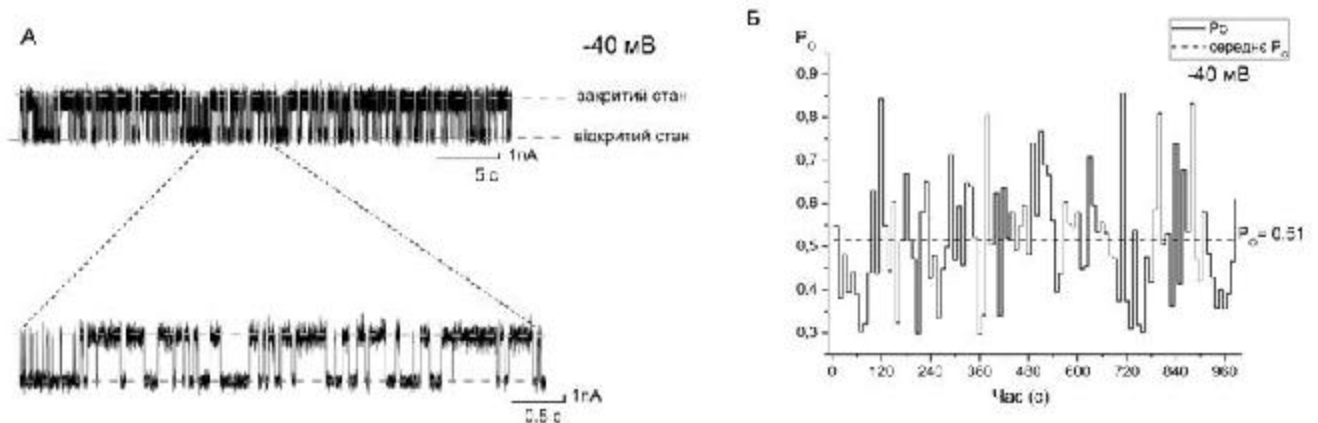 А
-40 мВ
закритий стан
відкритий стан
1пА
5 с
1пА
0,5 с
Б
Po
Po
середнє Po
-40 мВ
0,9
0,8
0,7
0,6
0,5
0,4
0,3
Po = 0.51
0 120 240 360 480 600 720 840 960
Час (с)